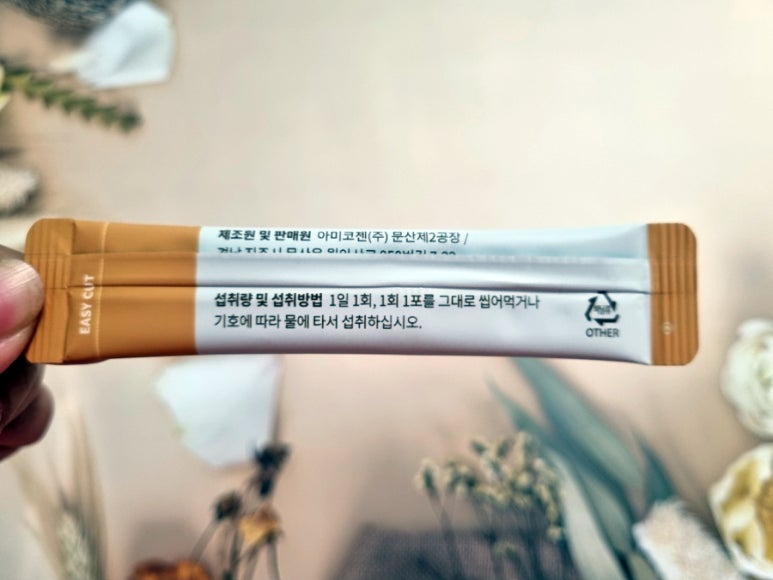 제조원 및 판매원 아미코젠(주) 문산제2공장 /
EASY CUT
섭취량 및 섭취방법 1일 1회, 1회 1포를 그대로 씹어먹거나
기호에 따라 물에 타서 섭취하십시오.
OTHER